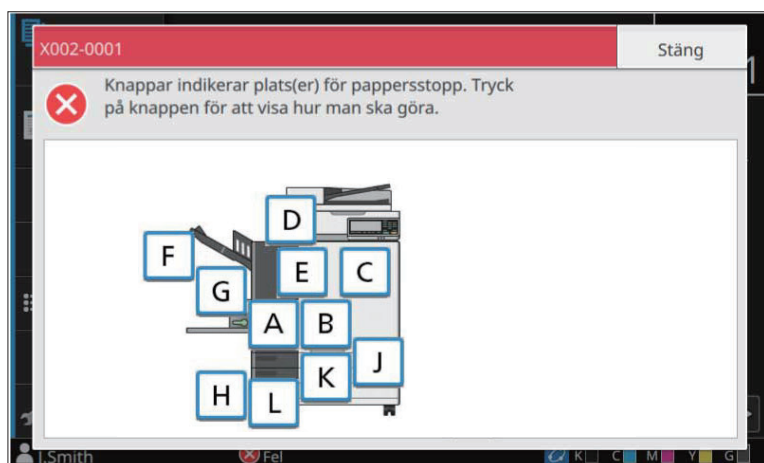 X002-0001
Stäng
Knappar indikerar plats(er) för pappersstopp. Tryck
på knappen för att visa hur man ska göra.
D
F
E
C
G
A
B
J
K
H
L
J.Smith
Fel
K
C
M
Y
G